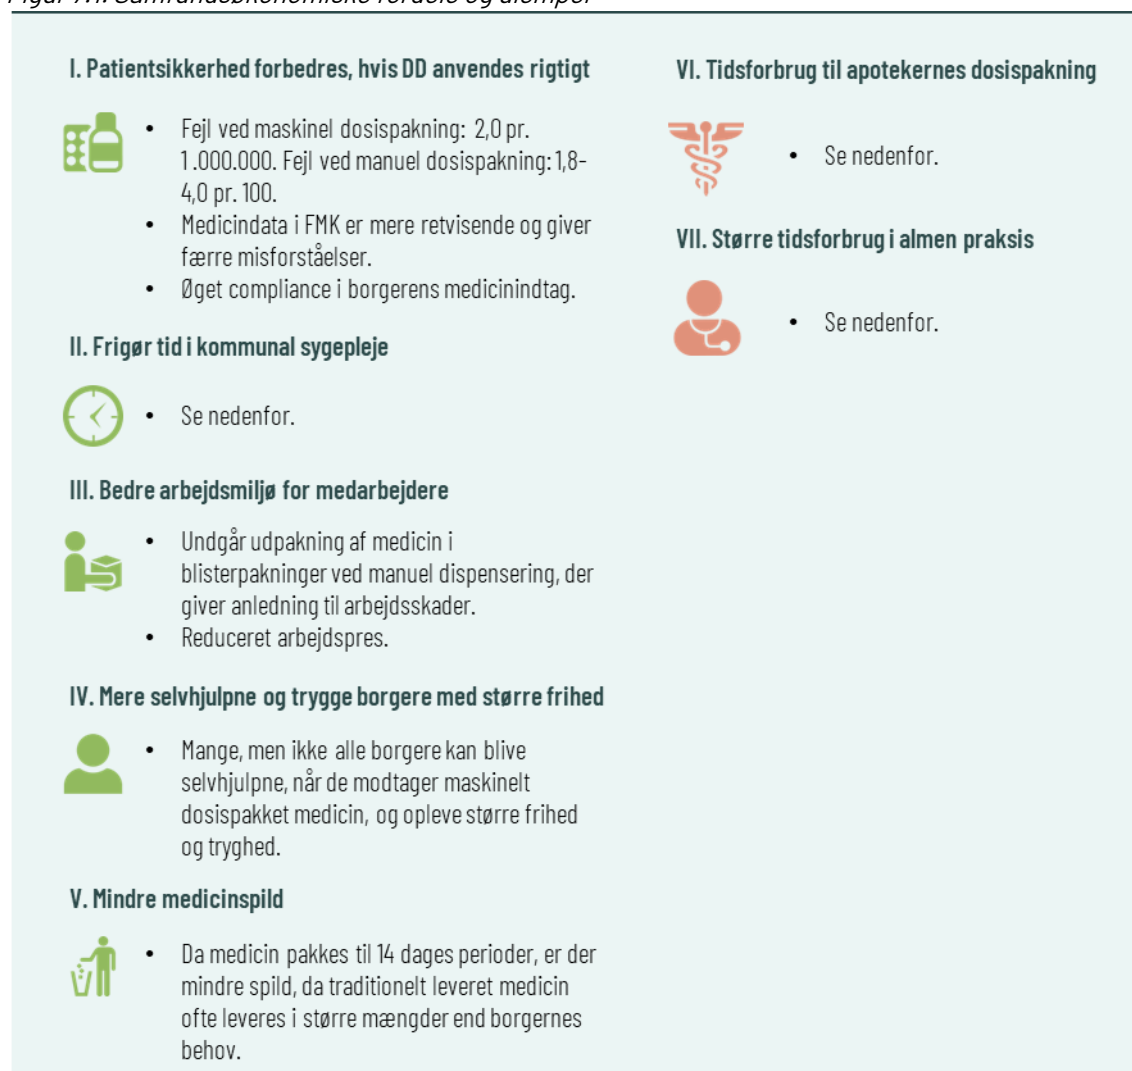 Figur 7.1. Samfundsøkonomiske fordele og ulemper
I. Patientsikkerhed forbedres, hvis DD anvendes rigtigt
• Fejl ved maskinel dosispakning: 2,0 pr.
1.000.000. Fejl ved manuel dosispakning: 1,8-
4,0 pr. 100.
• Medicindata i FMK er mere retvisende og giver
færre misforståelser.
• Øget compliance i borgerens medicinindtag.
II. Frigør tid i kommunal sygepleje
• Se nedenfor.
III. Bedre arbejdsmiljø for medarbejdere
• Undgår udpakning af medicin i
blisterpakninger ved manuel dispensering, der
giver anledning til arbejdsskader.
• Reduceret arbejdspres.
IV. Mere selvhjulpne og trygge borgere med større frihed
• Mange, men ikke alle borgere kan blive
selvhjulpne, når de modtager maskinelt
dosispakket medicin, og opleve større frihed
og tryghed.
V. Mindre medicinspild
• Da medicin pakkes til 14 dages perioder, er der
mindre spild, da traditionelt leveret medicin
ofte leveres i større mængder end borgernes
behov.
VI. Tidsforbrug til apotekernes dosispakning
• Se nedenfor.
VII. Større tidsforbrug i almen praksis
• Se nedenfor.